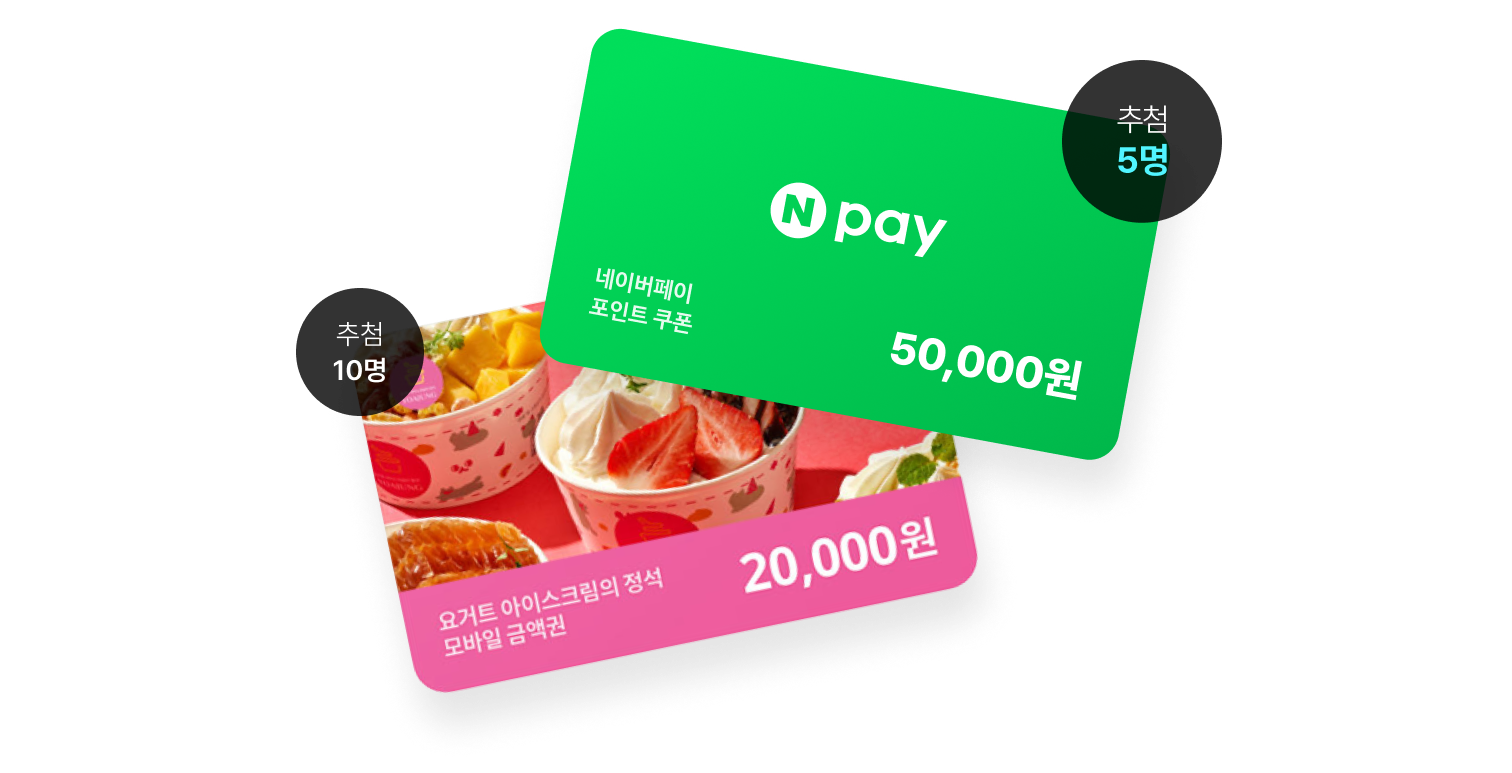 추첨
5명
N pay
네이버페이
포인트 쿠폰
50,000원
추첨
10명
요거트 아이스크림의 정석
모바일 금액권
20,000원
YOAJUNG